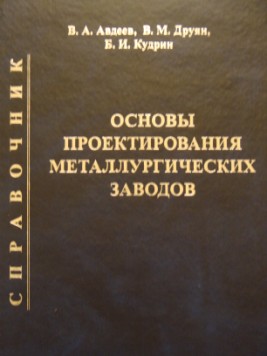 В. А. Авдеев, В. М. Друян,
Б. И. Кудрин
ОСНОВЫ
ПРОЕКТИРОВАНИЯ
МЕТАЛЛУРГИЧЕСКИХ
ЗАВОДОВ
СПРАВОЧНИК